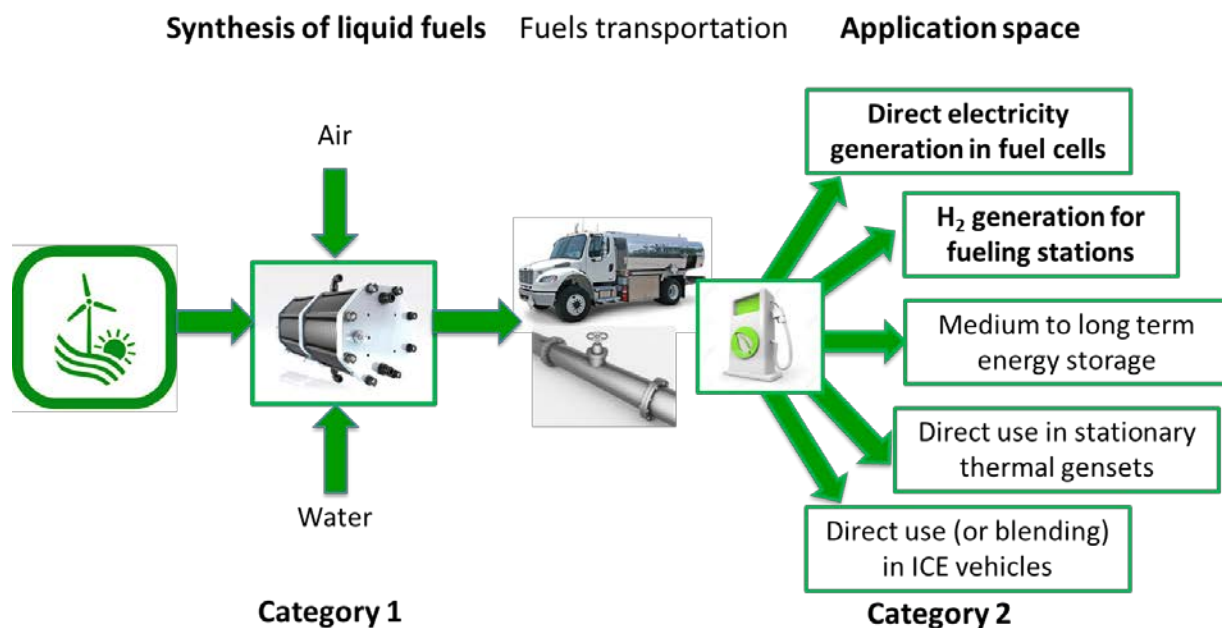 Synthesis of liquid fuels
Fuels transportation
Application space
Air
Water
Direct electricity
generation in fuel cells
H₂ generation for
fueling stations
Medium to long term
energy storage
Direct use in stationary
thermal gensets
Direct use (or blending)
in ICE vehicles
Category 1
Category 2